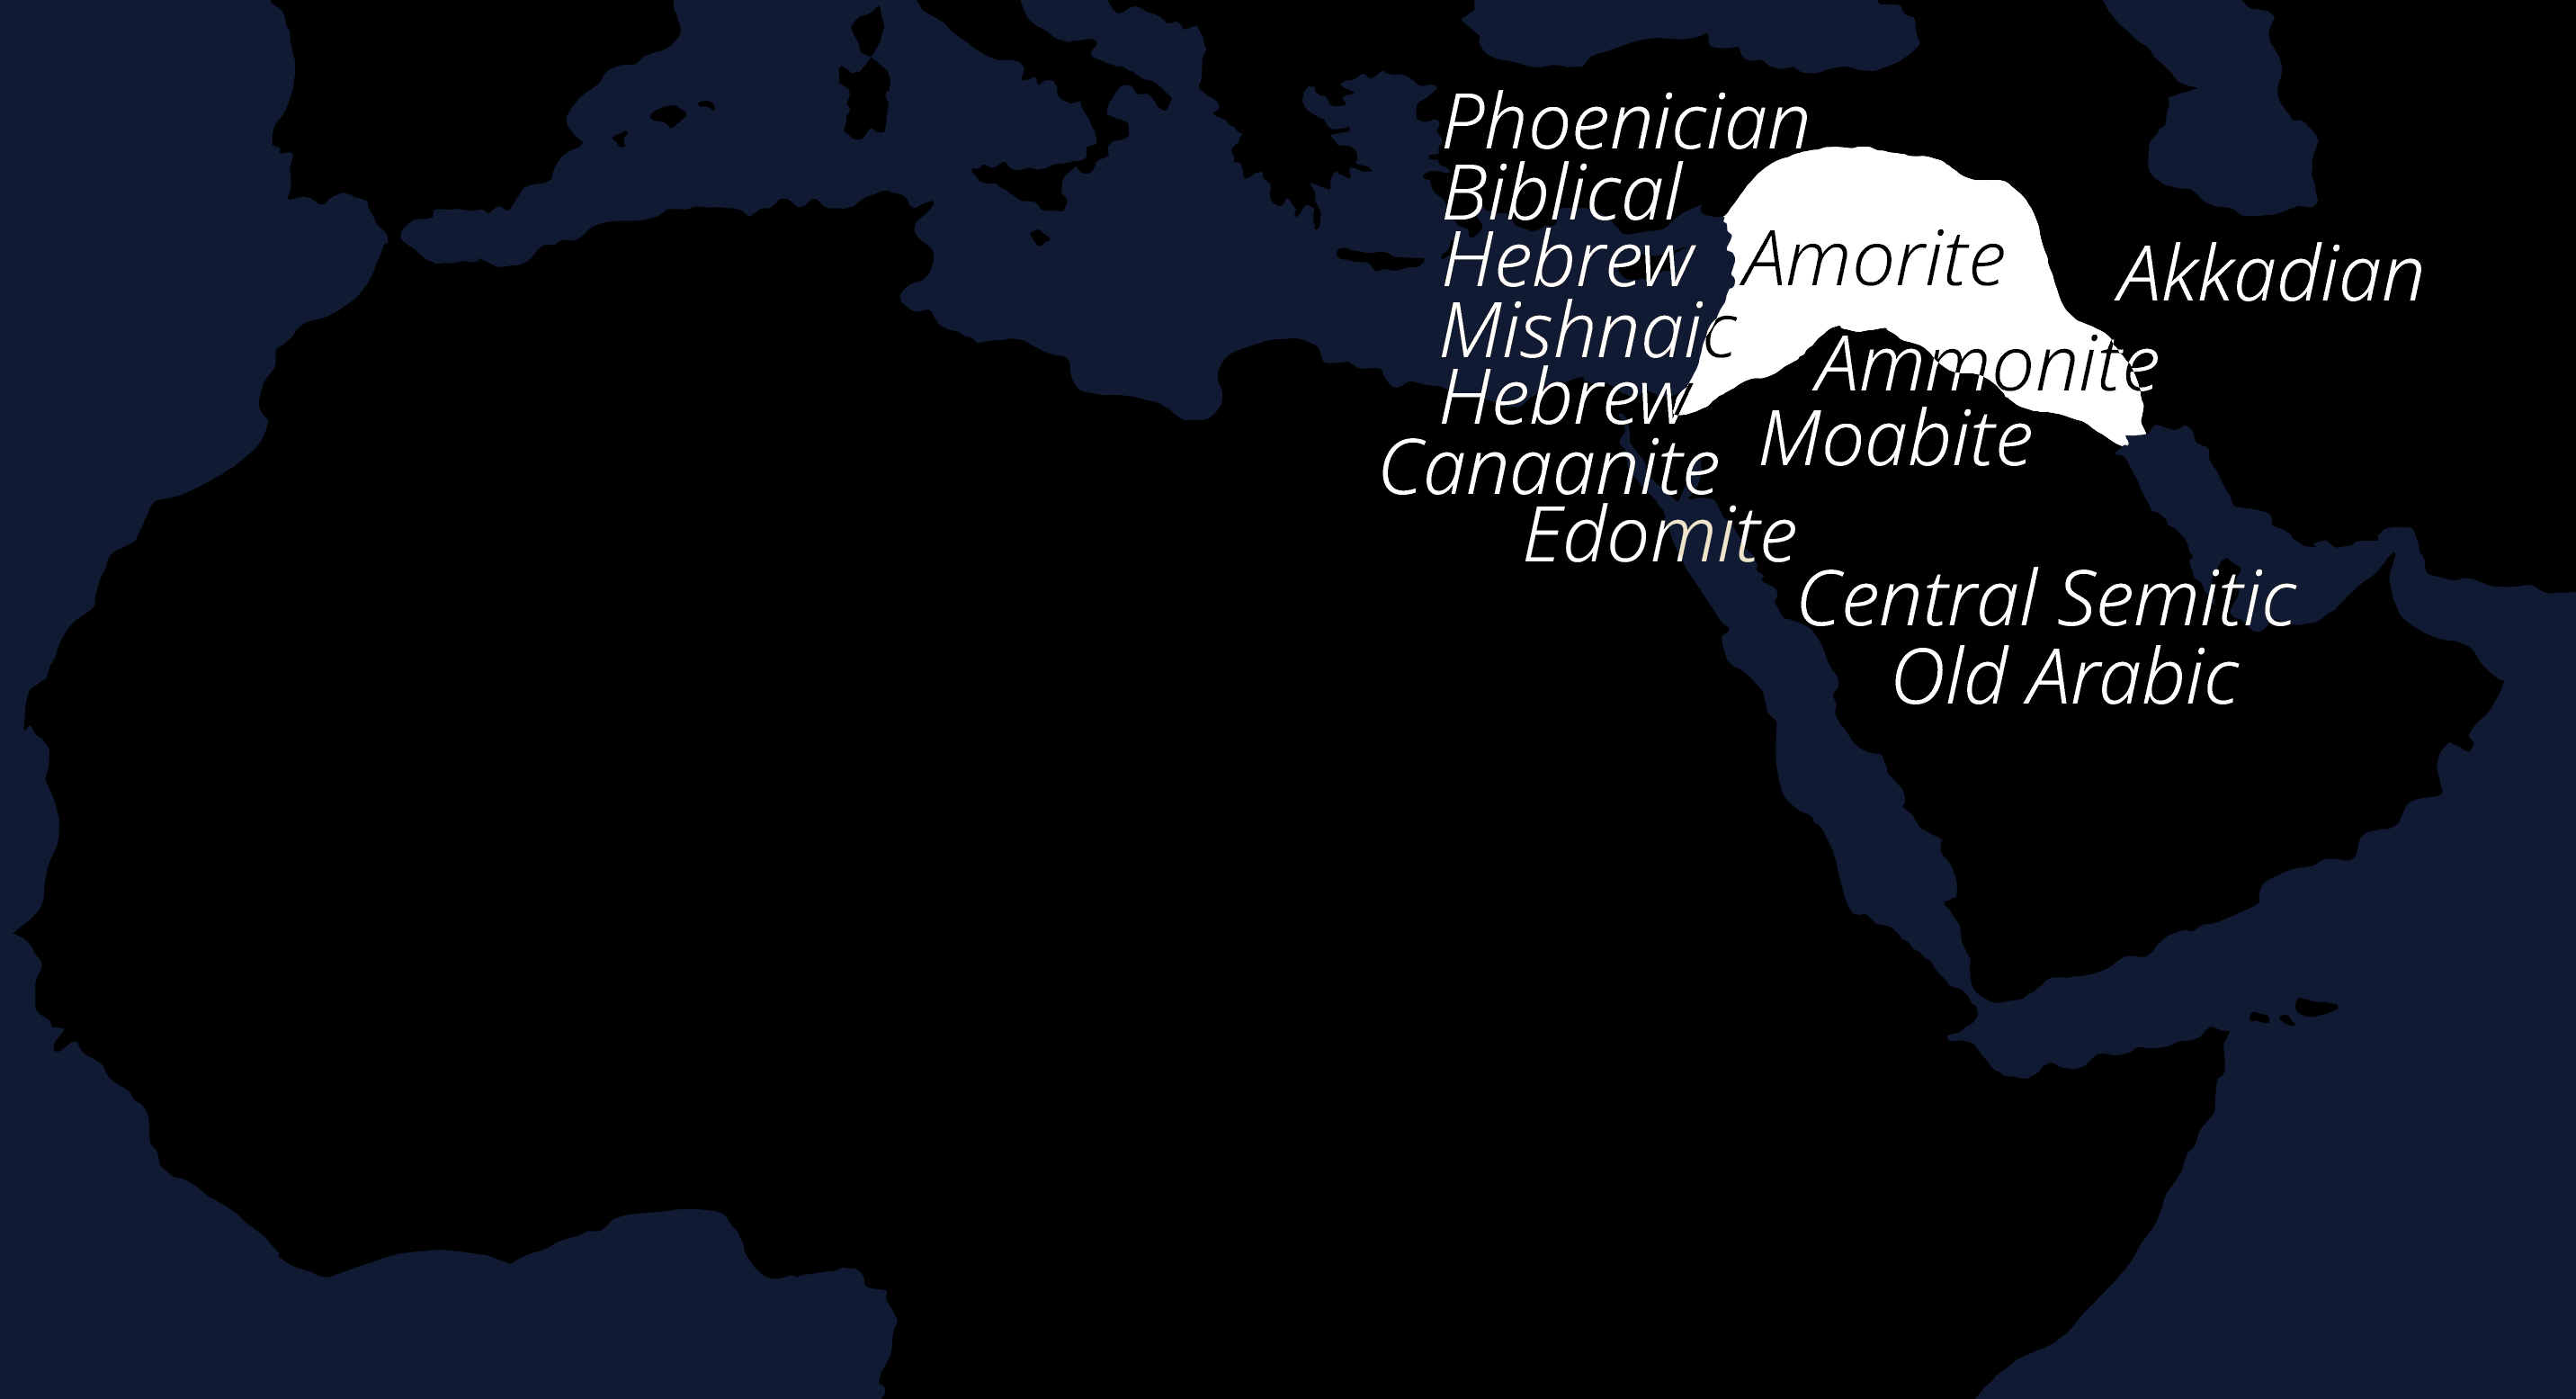 Phoenician
Biblical
Hebrew
Mishnaic
Hebrew
Canaanite
Edomite
Amorite
Akkadian
Ammonite
Moabite
Central Semitic
Old Arabic